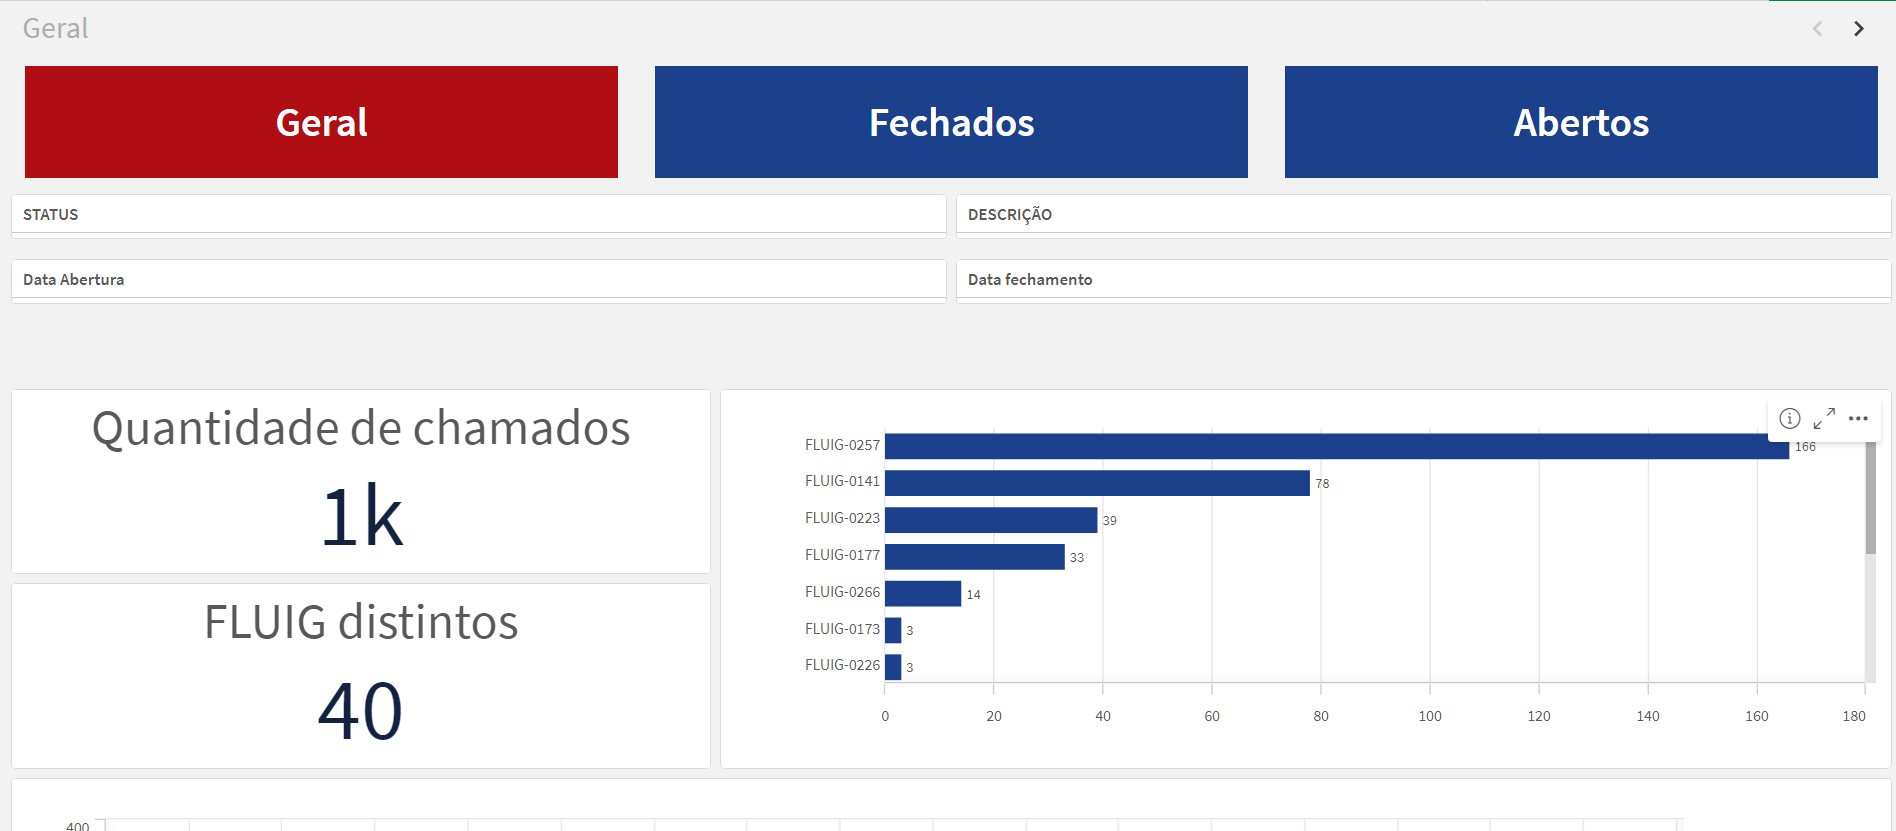 Geral
Geral
Fechados
Abertos
STATUS
DESCRIÇÃO
Data Abertura
Data fechamento
Quantidade de chamados
1k
FLUIG distintos
40
FLUIG-0257
166
FLUIG-0141
78
FLUIG-0223
39
FLUIG-0177
33
FLUIG-0266
14
FLUIG-0173
3
FLUIG-0226
3
0 20 40 60 80 100 120 140 160 180
400